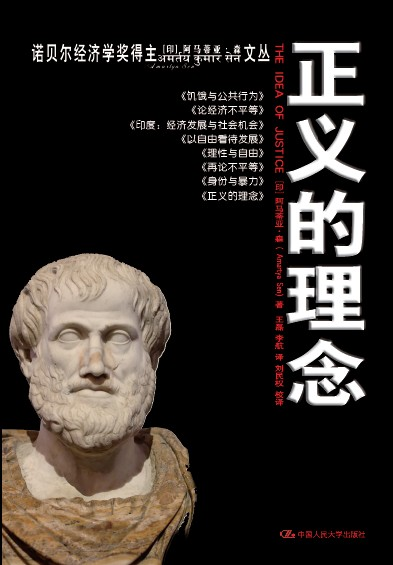 诺贝尔经济学奖得主[印]阿马蒂亚·森文丛
अमर्त्य कुमार सेन
Amartya Sen
正义的理念
THE IDEA OF JUSTICE [印] 阿马蒂亚·森 (Amartya Sen) 著 王磊 李航 译 刘民权 校译
《饥饿与公共行为》
《论经济不平等》
《印度：经济发展与社会机会》
《以自由看待发展》
《理性与自由》
《再论不平等》
《身份与暴力》
《正义的理念》
中国人民大学出版社